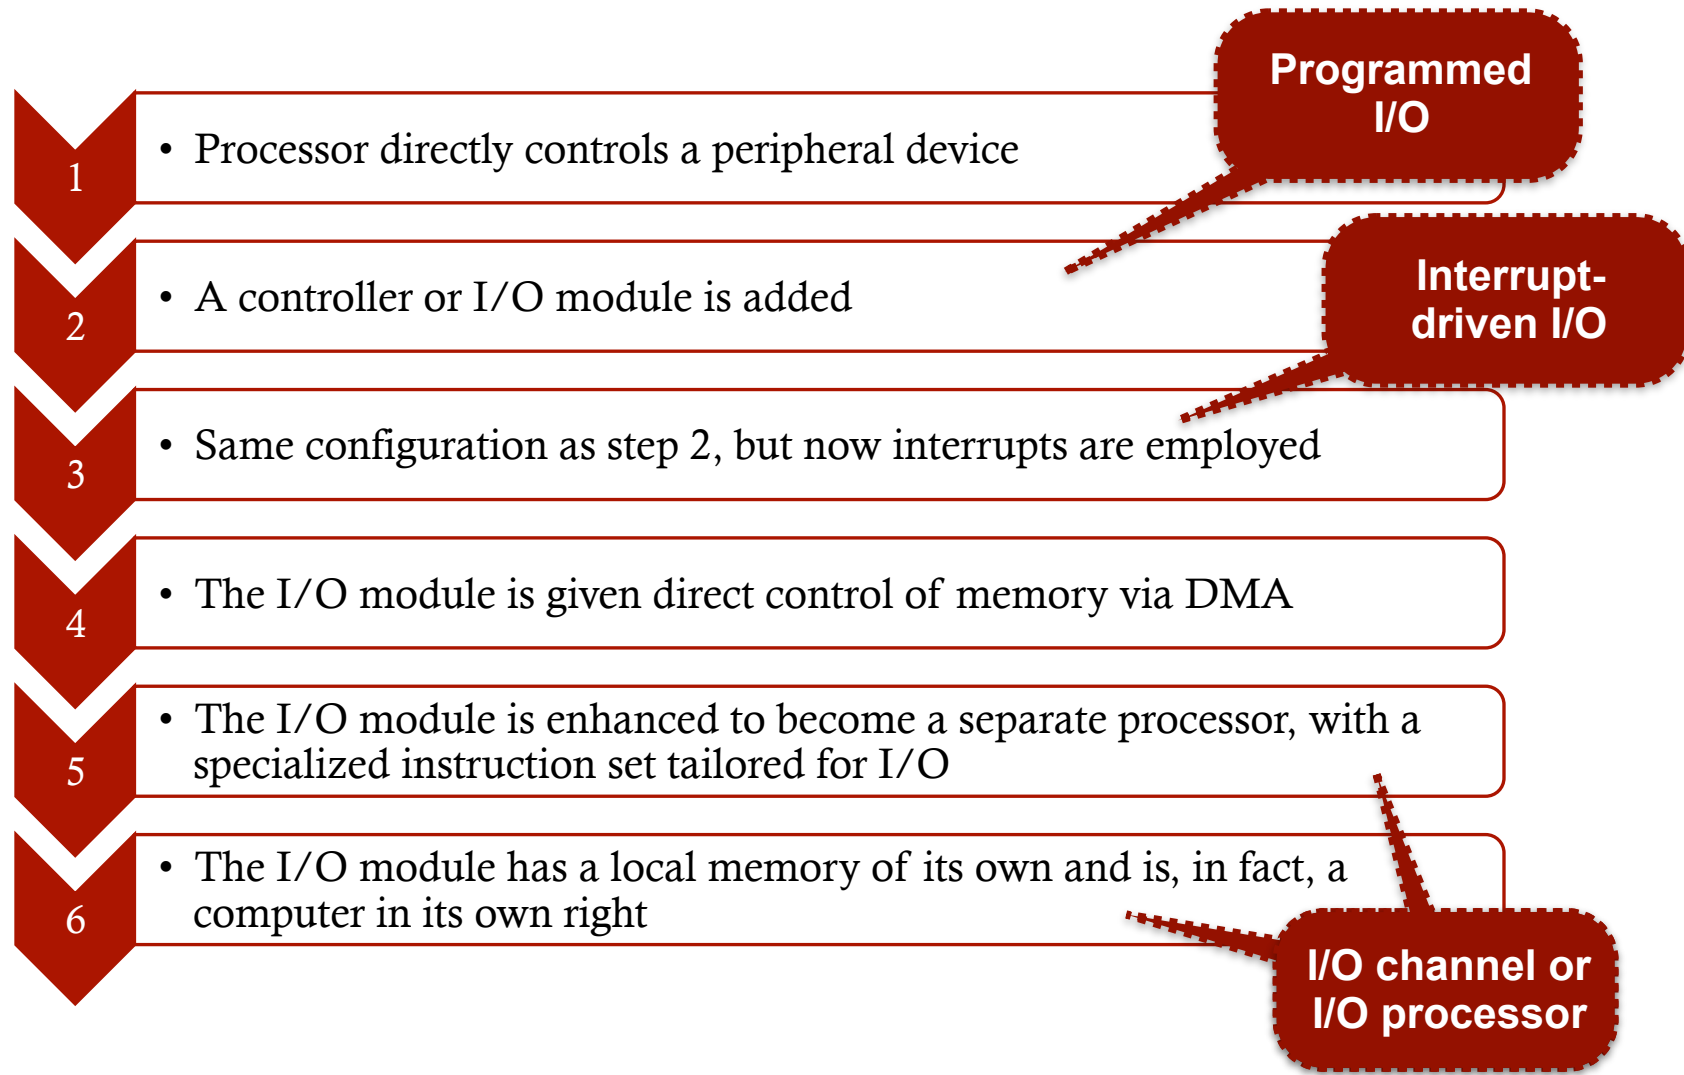 Programmed
I/O
1
• Processor directly controls a peripheral device
2
• A controller or I/O module is added
Interrupt-
driven I/O
3
• Same configuration as step 2, but now interrupts are employed
4
• The I/O module is given direct control of memory via DMA
5
• The I/O module is enhanced to become a separate processor, with a
specialized instruction set tailored for I/O
6
• The I/O module has a local memory of its own and is, in fact, a
computer in its own right
I/O channel or
I/O processor